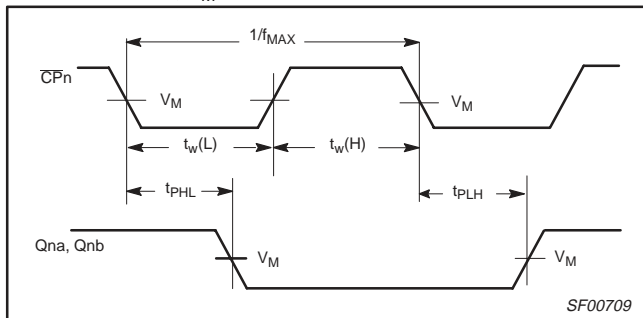 M
1/fMAX
CPn
VM
VM
tw(L)
tw(H)
tPHL
tPLH
Qna, Qnb
VM
VM
SF00709